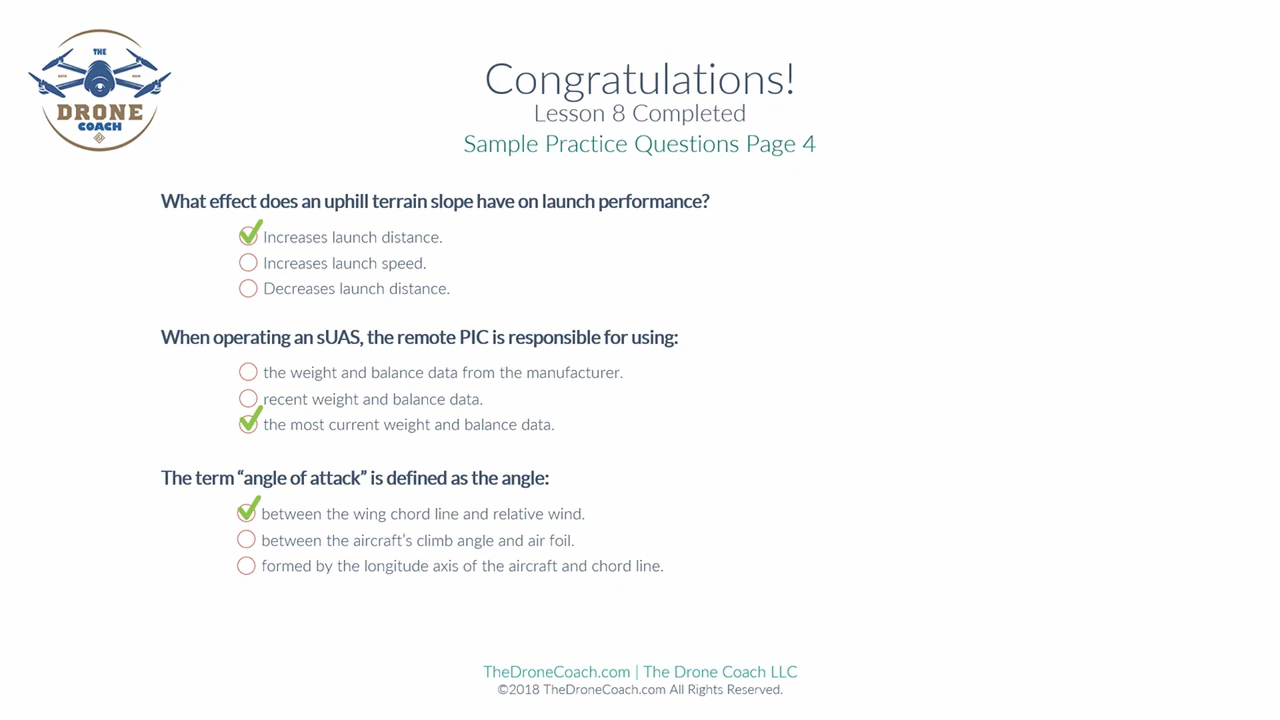 THE
DRONE
COACH
Congratulations!
Lesson 8 Completed
Sample Practice Questions Page 4
What effect does an uphill terrain slope have on launch performance?
Increases launch distance.
Increases launch speed.
Decreases launch distance.
When operating an sUAS, the remote PIC is responsible for using:
the weight and balance data from the manufacturer.
recent weight and balance data.
the most current weight and balance data.
The term “angle of attack” is defined as the angle:
between the wing chord line and relative wind.
between the aircraft’s climb angle and air foil.
formed by the longitude axis of the aircraft and chord line.
TheDroneCoach.com | The Drone Coach LLC
©2018 TheDroneCoach.com All Rights Reserved.